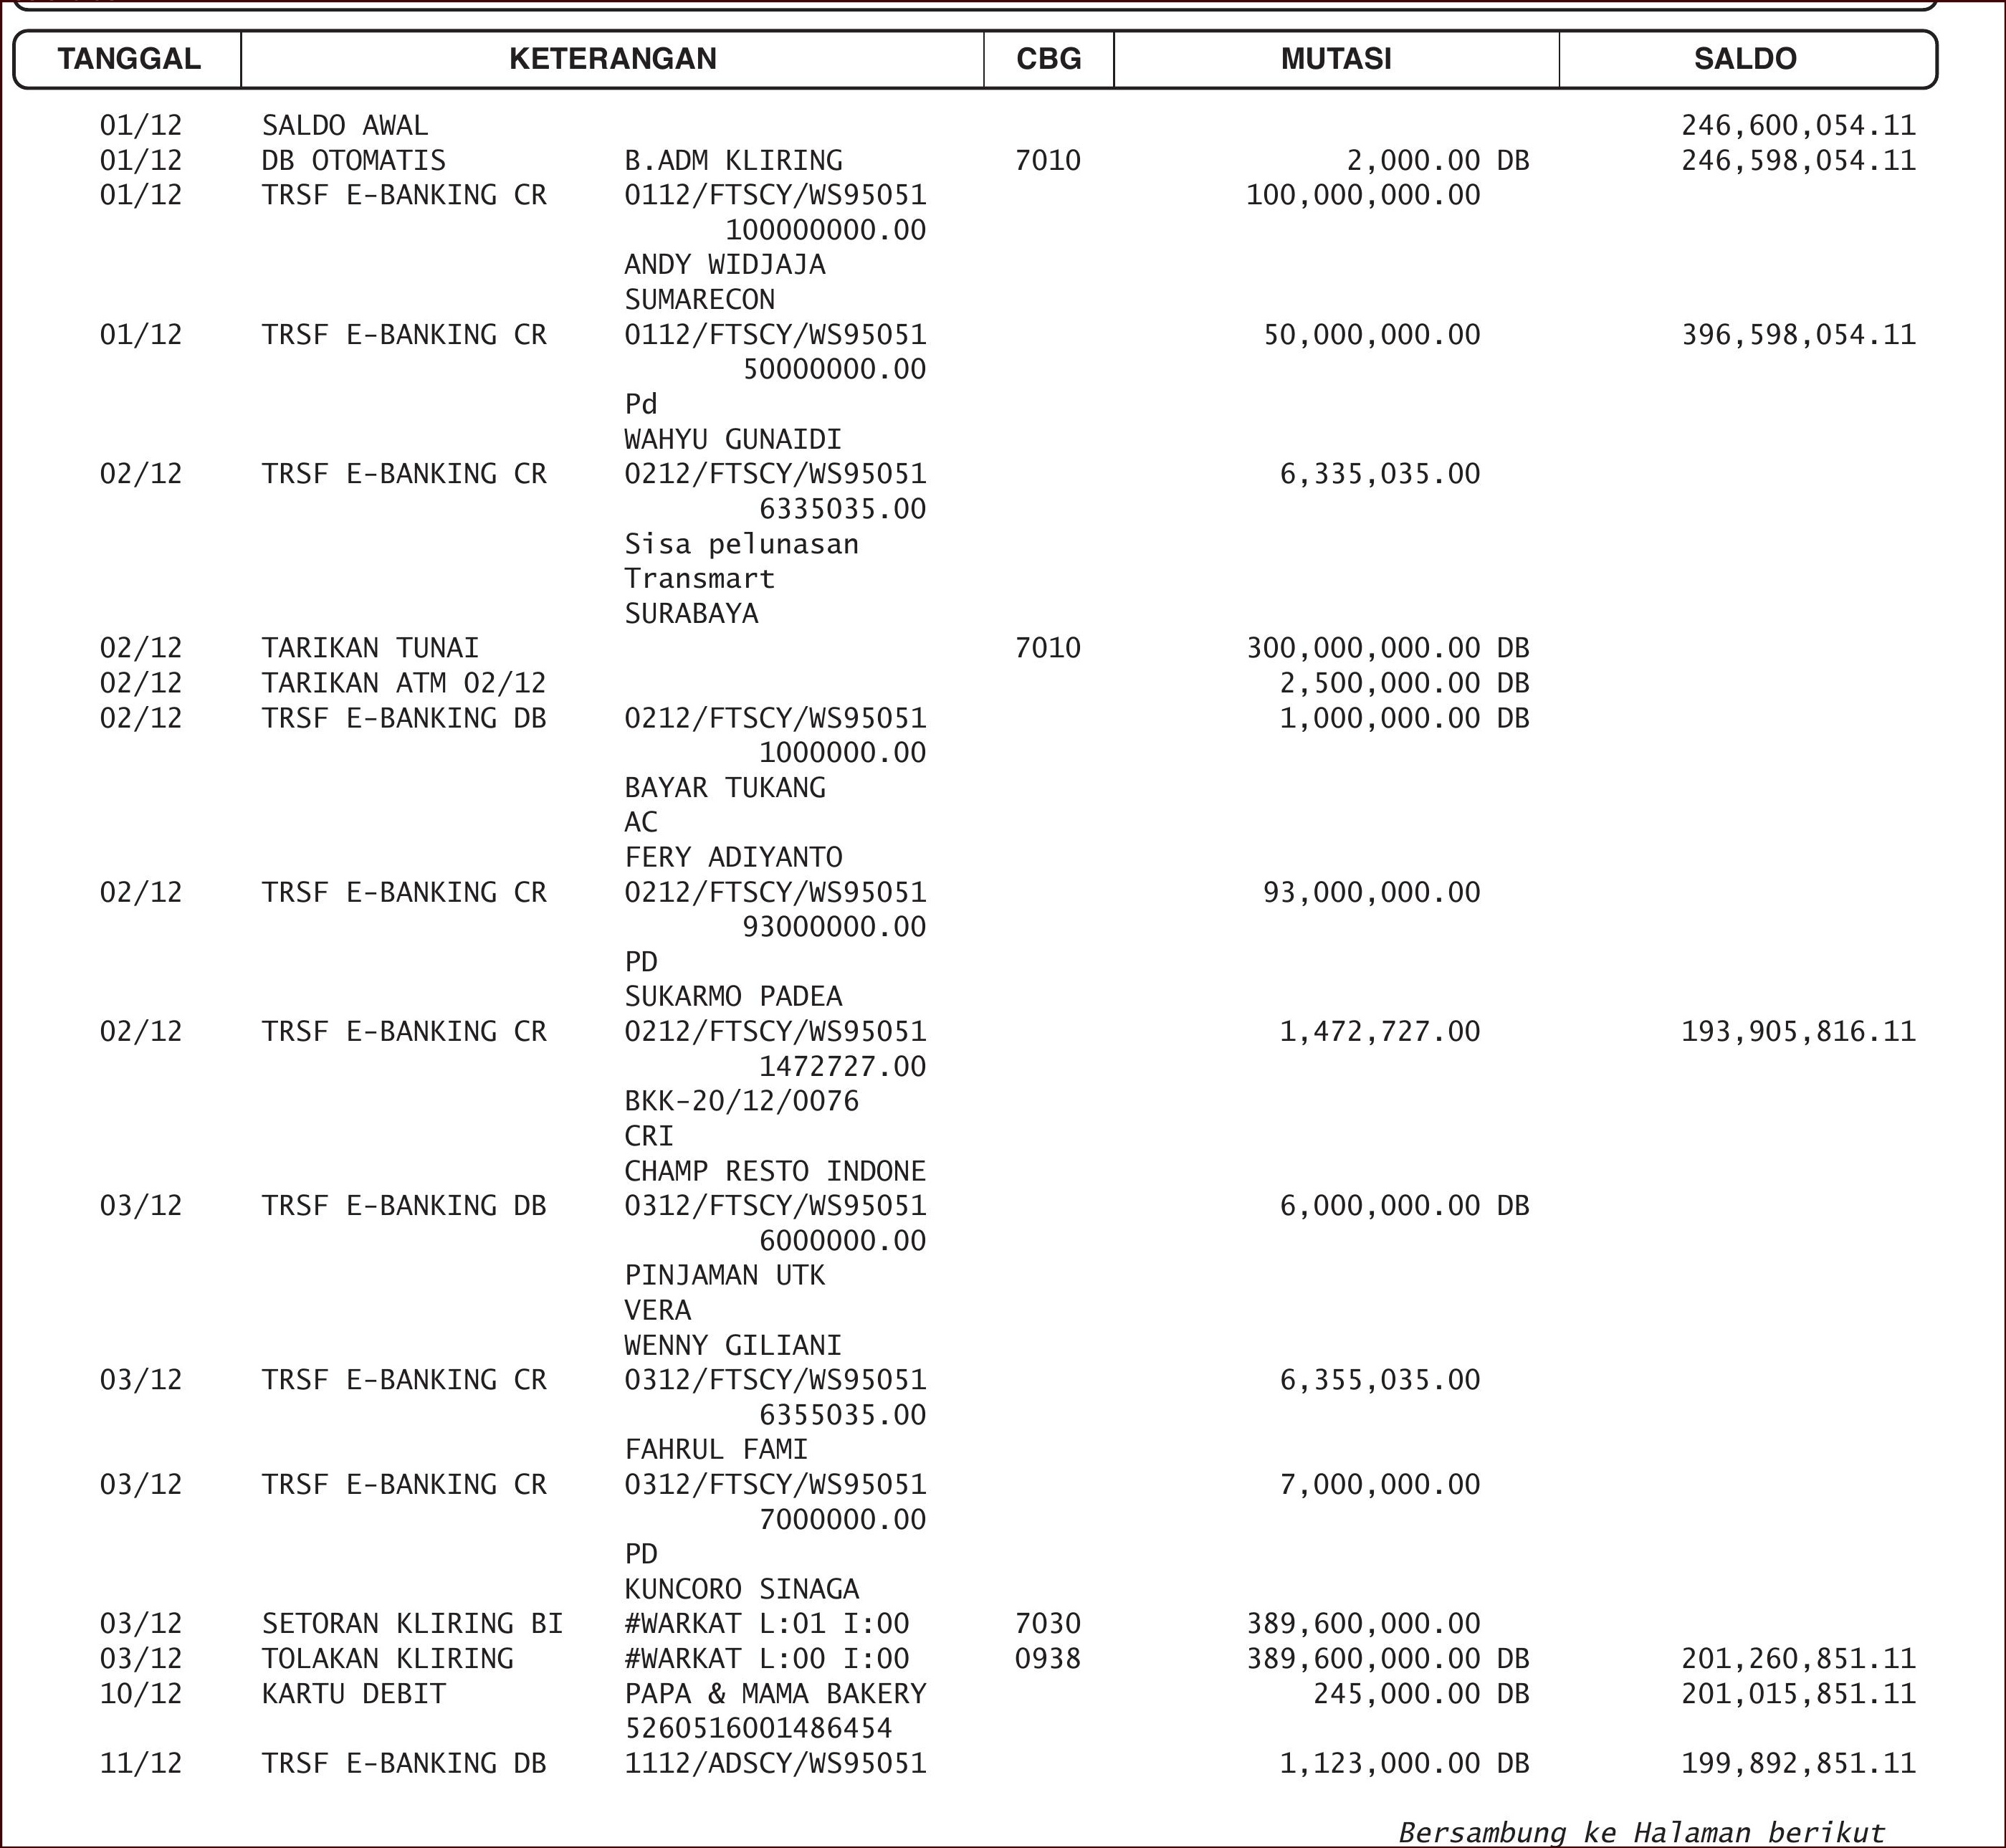 TANGGAL KETERANGAN CBG MUTASI SALDO
01/12 SALDO AWAL 246,600,054.11
01/12 DB OTOMATIS B.ADM KLIRING 7010 2,000.00 DB 246,598,054.11
01/12 TRSF E-BANKING CR 0112/FTSCY/WS95051 100,000,000.00
100000000.00
ANDY WIDJAJA
SUMARECON
01/12 TRSF E-BANKING CR 0112/FTSCY/WS95051 50,000,000.00 396,598,054.11
50000000.00
Pd
WAHYU GUNAIDI
02/12 TRSF E-BANKING CR 0212/FTSCY/WS95051 6,335,035.00
6335035.00
Sisa pelunasan
Transmart
SURABAYA
02/12 TARIKAN TUNAI 7010 300,000,000.00 DB
02/12 TARIKAN ATM 02/12 2,500,000.00 DB
02/12 TRSF E-BANKING DB 0212/FTSCY/WS95051 1,000,000.00 DB
1000000.00
BAYAR TUKANG
AC
FERY ADIYANTO
02/12 TRSF E-BANKING CR 0212/FTSCY/WS95051 93,000,000.00
93000000.00
PD
SUKARMO PADEA
02/12 TRSF E-BANKING CR 0212/FTSCY/WS95051 1,472,727.00 193,905,816.11
1472727.00
BKK-20/12/0076
CRI
CHAMP RESTO INDONE
03/12 TRSF E-BANKING DB 0312/FTSCY/WS95051 6,000,000.00 DB
6000000.00
PINJAMAN UTK
VERA
WENNY GILIANI
03/12 TRSF E-BANKING CR 0312/FTSCY/WS95051 6,355,035.00
6355035.00
FAHRUL FAMI
03/12 TRSF E-BANKING CR 0312/FTSCY/WS95051 7,000,000.00
7000000.00
PD
KUNCORO SINAGA
03/12 SETORAN KLIRING BI #WARKAT L:01 I:00 7030 389,600,000.00
03/12 TOLAKAN KLIRING #WARKAT L:00 I:00 0938 389,600,000.00 DB 201,260,851.11
10/12 KARTU DEBIT PAPA & MAMA BAKERY 245,000.00 DB 201,015,851.11
5260516001486454
11/12 TRSF E-BANKING DB 1112/ADSCY/WS95051 1,123,000.00 DB 199,892,851.11
Bersambung ke Halaman berikut